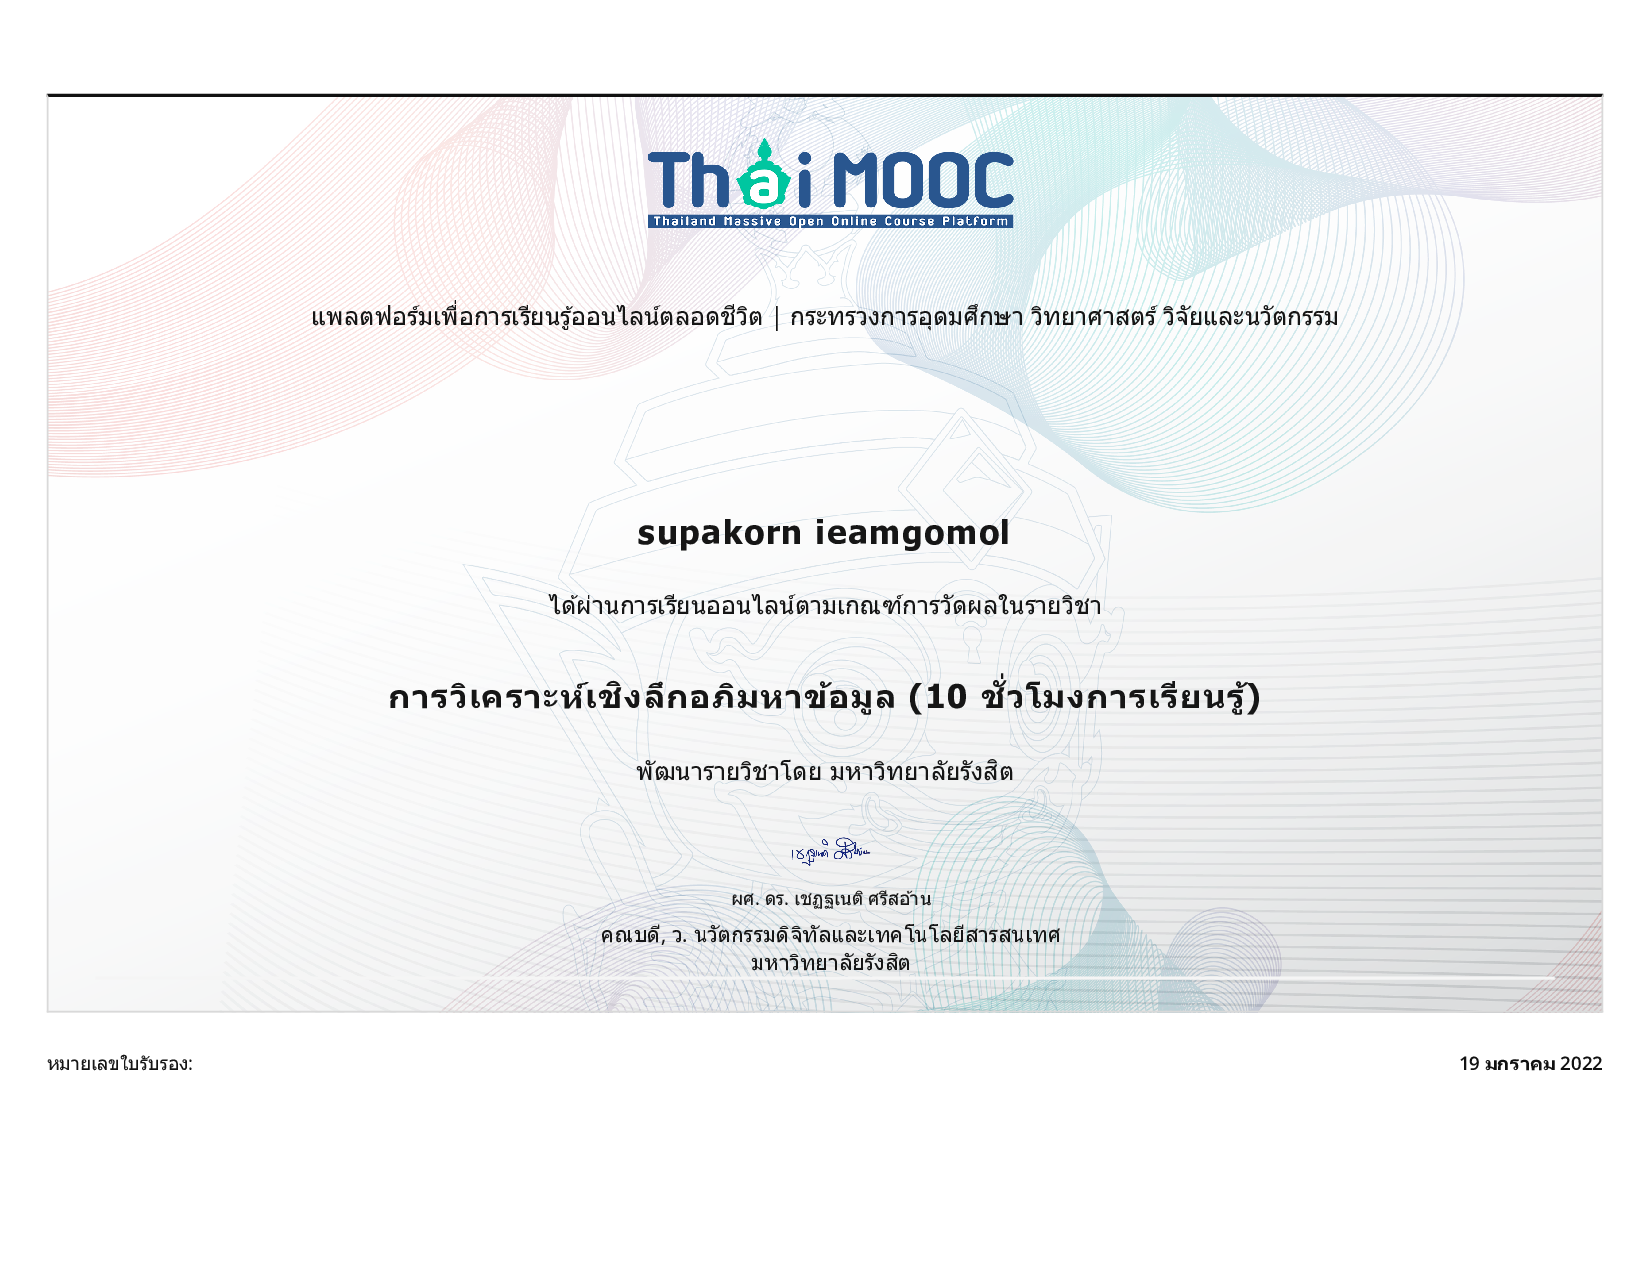 Thai MOOC
Thailand Massive Open Online Course Platform
แพลตฟอร์มเพื่อการเรียนรู้ออนไลน์ตลอดชีวิต | กระทรวงการอุดมศึกษา วิทยาศาสตร์ วิจัยและนวัตกรรม
supakorn ieamgomol
ได้ผ่านการเรียนออนไลน์ตามเกณฑ์การวัดผลในรายวิชา
การวิเคราะห์เชิงลึกอภิมหาข้อมูล (10 ชั่วโมงการเรียนรู้)
พัฒนารายวิชาโดย มหาวิทยาลัยรังสิต
ผศ. ดร. เชฏฐเนติ ศรีสอ้าน
คณบดี, ว. นวัตกรรมดิจิทัลและเทคโนโลยีสารสนเทศ
มหาวิทยาลัยรังสิต
หมายเลขใบรับรอง:
19 มกราคม 2022